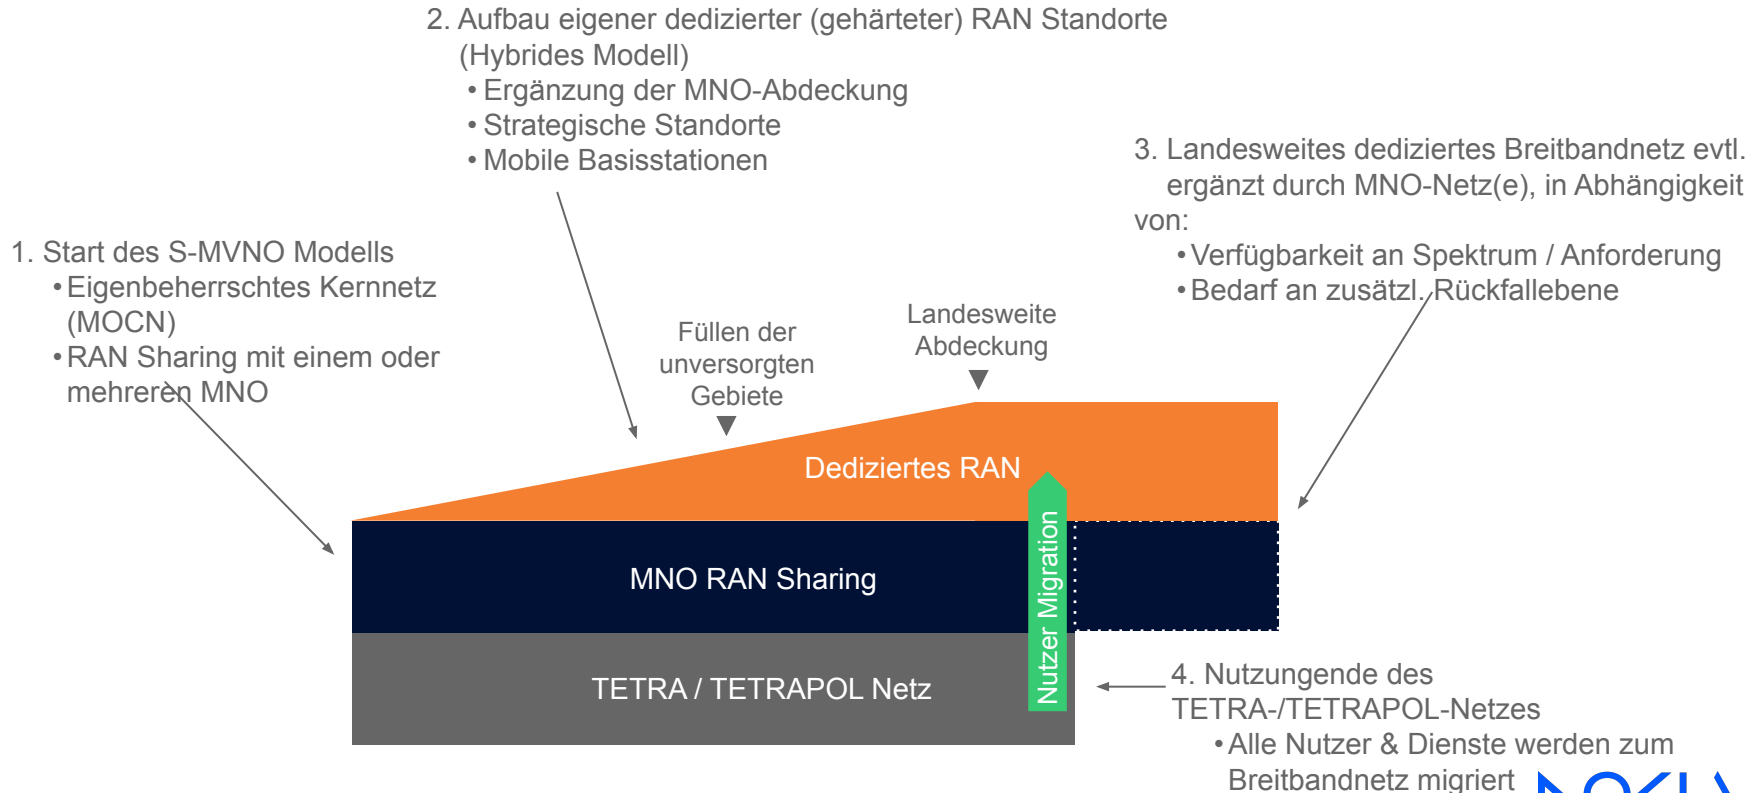 2. Aufbau eigener dedizierter (gehärteter) RAN Standorte
(Hybrides Modell)
• Ergänzung der MNO-Abdeckung
• Strategische Standorte
• Mobile Basisstationen
3. Landesweites dediziertes Breitbandnetz evtl.
ergänzt durch MNO-Netz(e), in Abhängigkeit
von:
• Verfügbarkeit an Spektrum / Anforderung
• Bedarf an zusätzl. Rückfallebene
1. Start des S-MVNO Modells
• Eigenbeherrschtes Kernnetz
(MOCN)
• RAN Sharing mit einem oder
mehreren MNO
Füllen der
unversorgten
Gebiete
Landesweite
Abdeckung
Dediziertes RAN
MNO RAN Sharing
TETRA / TETRAPOL Netz
Nutzer Migration
4. Nutzungende des
TETRA-/TETRAPOL-Netzes
• Alle Nutzer & Dienste werden zum
Breitbandnetz migriert
NOKIA